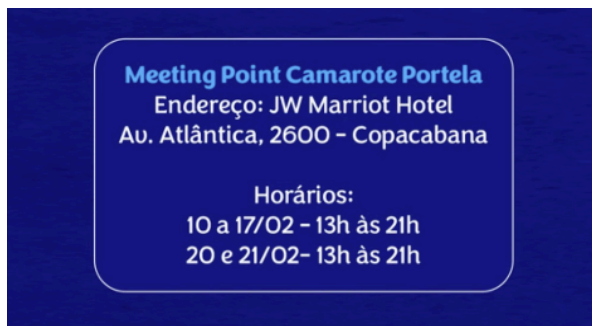 Meeting Point Camarote Portela
Endereço: JW Marriot Hotel
Av. Atlântica, 2600 - Copacabana
Horários:
10 a 17/02 - 13h às 21h
20 e 21/02- 13h às 21h